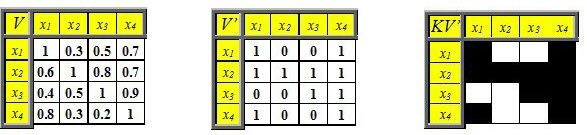 V x₁ x₂ x₃ x₄
x₁ 1 0.3 0.5 0.7
x₂ 0.6 1 0.8 0.7
x₃ 0.4 0.5 1 0.9
x₄ 0.8 0.3 0.2 1
V' x₁ x₂ x₃ x₄
x₁ 1 0 0 1
x₂ 1 1 1 1
x₃ 0 0 1 1
x₄ 1 0 0 1
KV' x₁ x₂ x₃ x₄
x₁
x₂
x₃
x₄